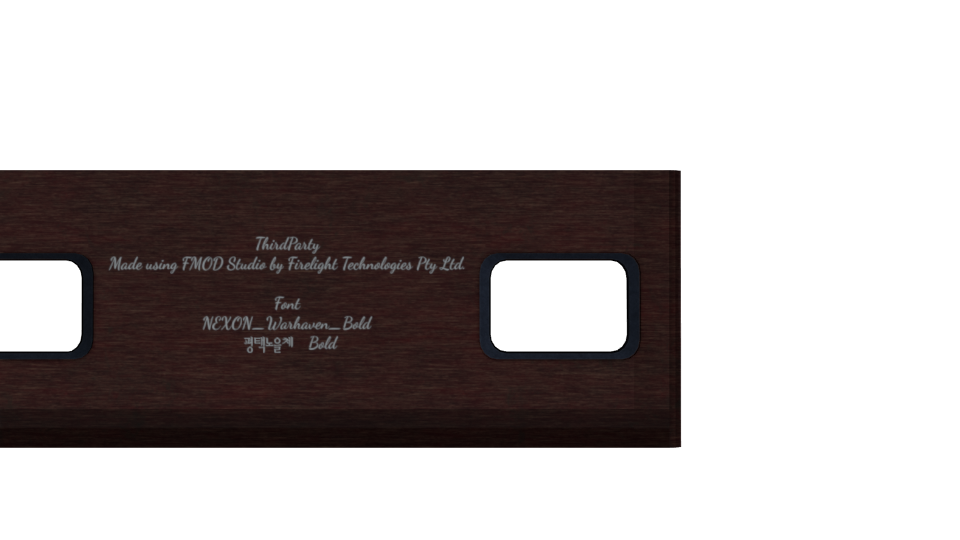 ThirdParty
Made using FMOD Studio by Firelight Technologies Pty Ltd.
Font
NEXON_Warhaven_Bold
평택노을체 Bold